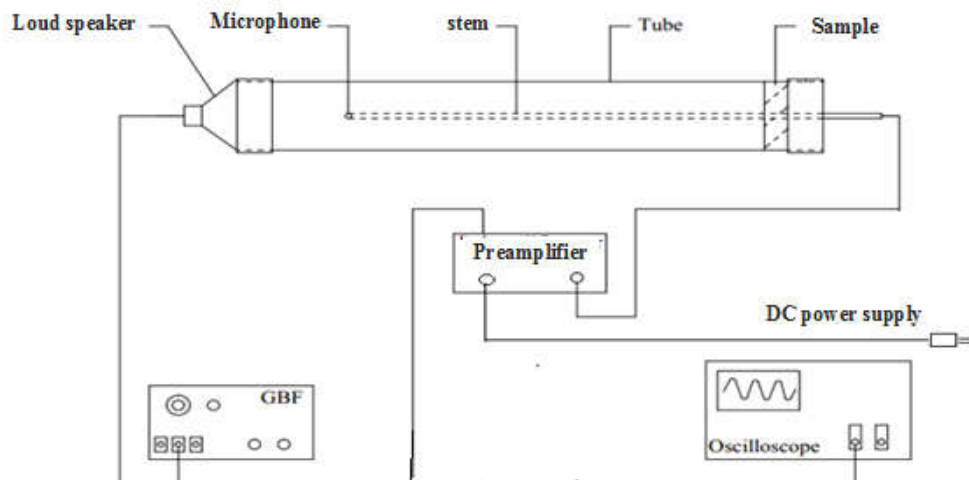 Loud speaker
Microphone
stem
Tube
Sample
Preamplifier
DC power supply
GBF
Oscilloscope